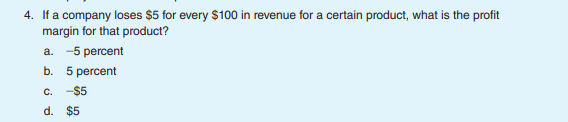 4. If a company loses $5 for every $100 in revenue for a certain product, what is the profit
margin for that product?
a. –5 percent
b. 5 percent
c. –$5
d. $5